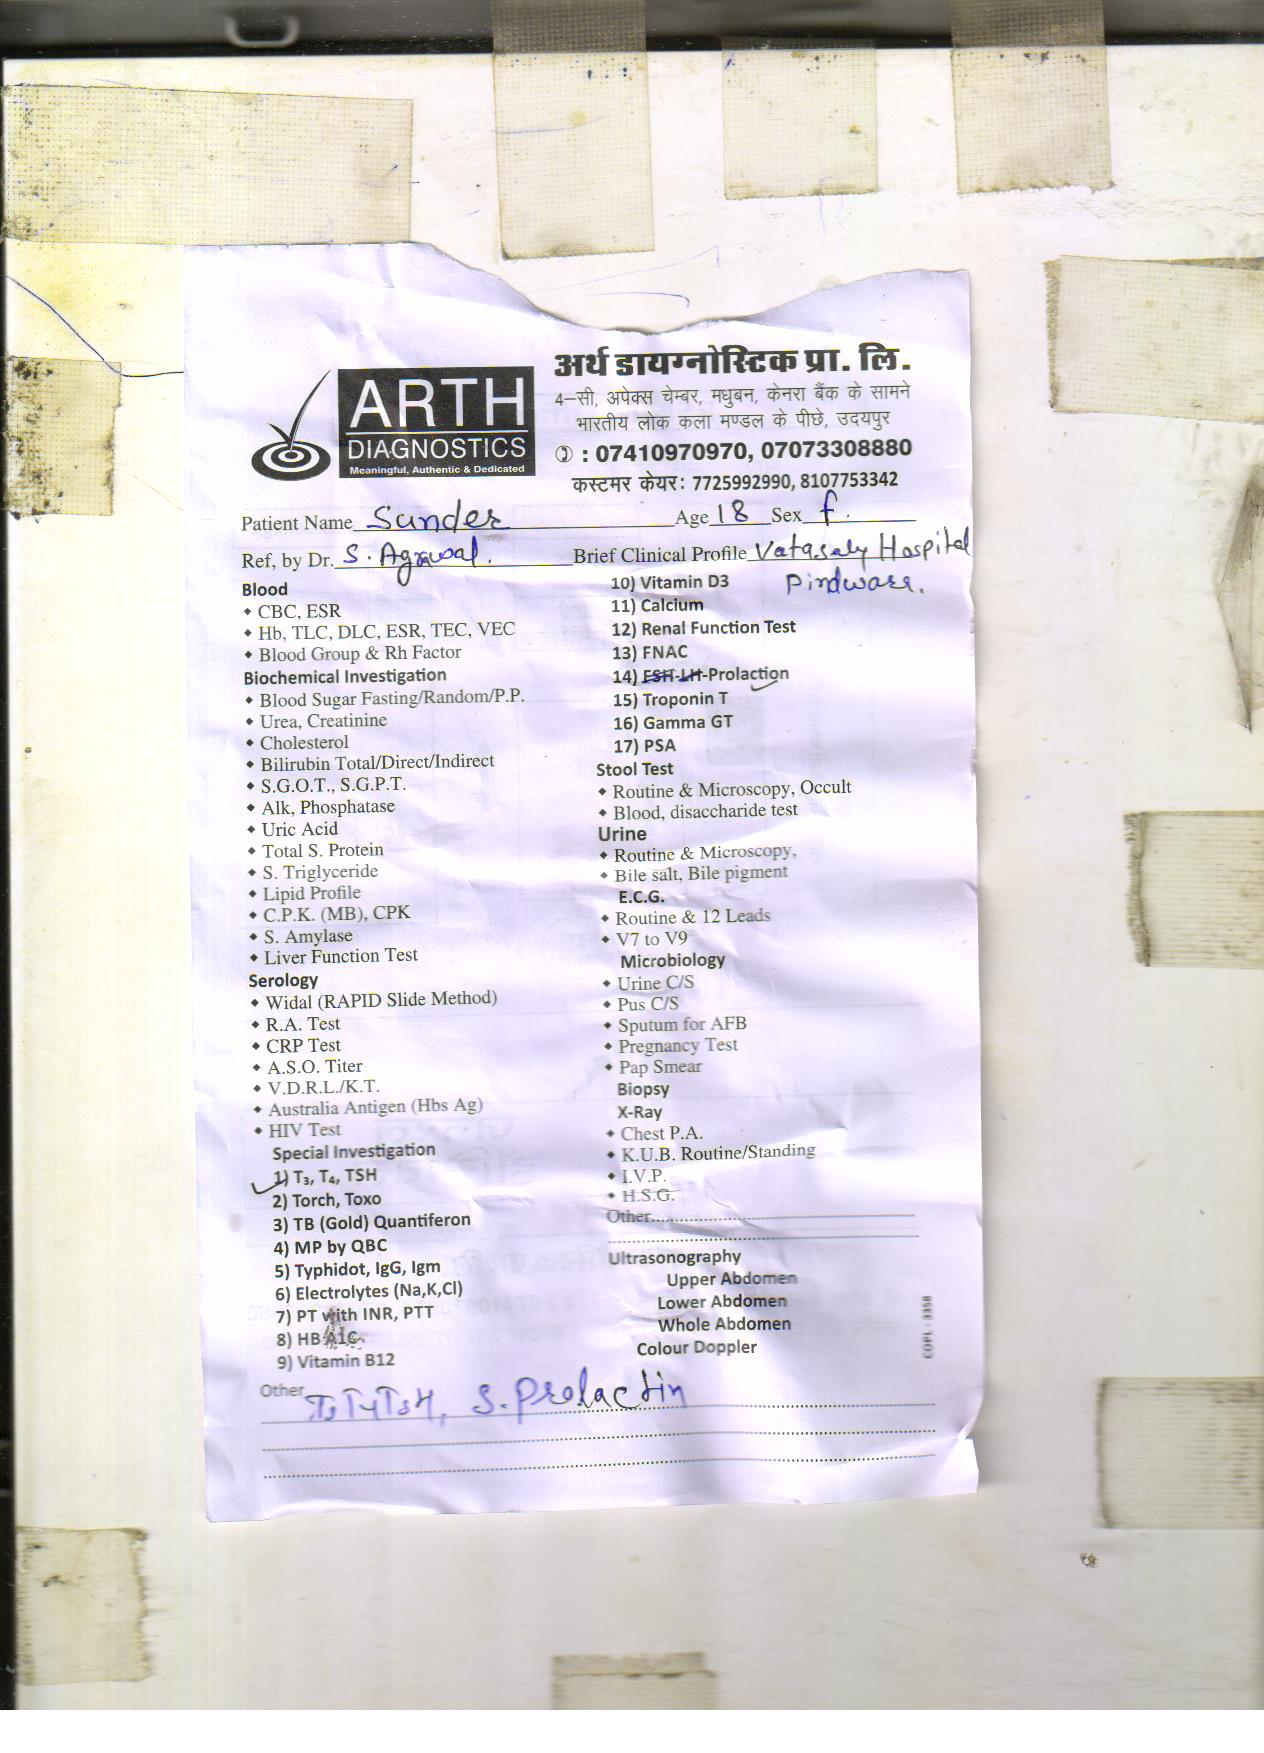 अर्थ डायग्नोस्टिक प्रा. लि.
ARTH
DIAGNOSTICS
Meaningful, Authentic & Dedicated
4–सी, अपेक्स चेम्बर, मधुबन, केनरा बैंक के सामने
भारतीय लोक कला मण्डल के पीछे, उदयपुर
: 07410970970, 07073308880
कस्टमर केयर: 7725992990, 8107753342
Patient Name Sunder Age 18 Sex f.
Ref, by Dr. S. Agrawal. Brief Clinical Profile Vatasaly Hospital
Pindwara.
Blood
CBC, ESR
Hb, TLC, DLC, ESR, TEC, VEC
Blood Group & Rh Factor
Biochemical Investigation
Blood Sugar Fasting/Random/P.P.
Urea, Creatinine
Cholesterol
Bilirubin Total/Direct/Indirect
S.G.O.T., S.G.P.T.
Alk, Phosphatase
Uric Acid
Total S. Protein
S. Triglyceride
Lipid Profile
C.P.K. (MB), CPK
S. Amylase
Liver Function Test
Serology
Widal (RAPID Slide Method)
R.A. Test
CRP Test
A.S.O. Titer
V.D.R.L./K.T.
Australia Antigen (Hbs Ag)
HIV Test
Special Investigation
1) T₃, T₄, TSH
2) Torch, Toxo
3) TB (Gold) Quantiferon
4) MP by QBC
5) Typhidot, IgG, Igm
6) Electrolytes (Na,K,Cl)
7) PT with INR, PTT
8) HB A1c
9) Vitamin B12
10) Vitamin D3
11) Calcium
12) Renal Function Test
13) FNAC
14) FSH-LH-Prolaction
15) Troponin T
16) Gamma GT
17) PSA
Stool Test
Routine & Microscopy, Occult
Blood, disaccharide test
Urine
Routine & Microscopy,
Bile salt, Bile pigment
E.C.G.
Routine & 12 Leads
V7 to V9
Microbiology
Urine C/S
Pus C/S
Sputum for AFB
Pregnancy Test
Pap Smear
Biopsy
X-Ray
Chest P.A.
K.U.B. Routine/Standing
I.V.P.
H.S.G.
Other
Ultrasonography
Upper Abdomen
Lower Abdomen
Whole Abdomen
Colour Doppler
COPL - 3358
Other T₃T₄TSH, S. Prolactin